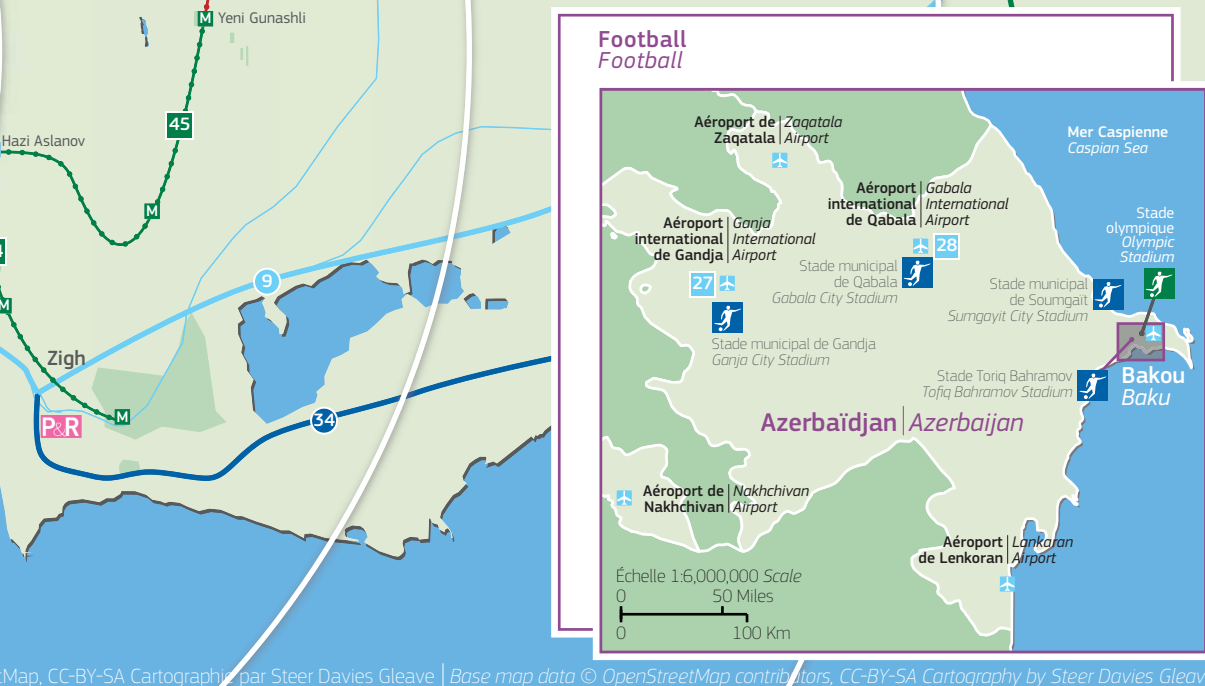 M Yeni Gunashli
45
Hazi Aslanov
M
9
M
Zigh
M
P&R
34
Football
Football
Aéroport de | Zaqatala
Zaqatala | Airport
Mer Caspienne
Caspian Sea
Aéroport | Gabala
international | International
de Qabala | Airport
28
Stade municipal
de Qabala
Gabala City Stadium
Aéroport | Ganja
international | International
de Gandja | Airport
27
Stade municipal de Gandja
Ganja City Stadium
Stade
olympique
Olympic
Stadium
Stade municipal
de Soumgaït
Sumgayit City Stadium
Stade Toriq Bahramov
Tofiq Bahramov Stadium
Bakou
Baku
Azerbaïdjan | Azerbaijan
Aéroport de | Nakhchivan
Nakhchivan | Airport
Aéroport | Lankaran
de Lenkoran | Airport
Échelle 1:6,000,000 Scale
0 50 Miles
0 100 Km
tMap, CC-BY-SA Cartographie par Steer Davies Gleave | Base map data © OpenStreetMap contributors, CC-BY-SA Cartography by Steer Davies Gleav